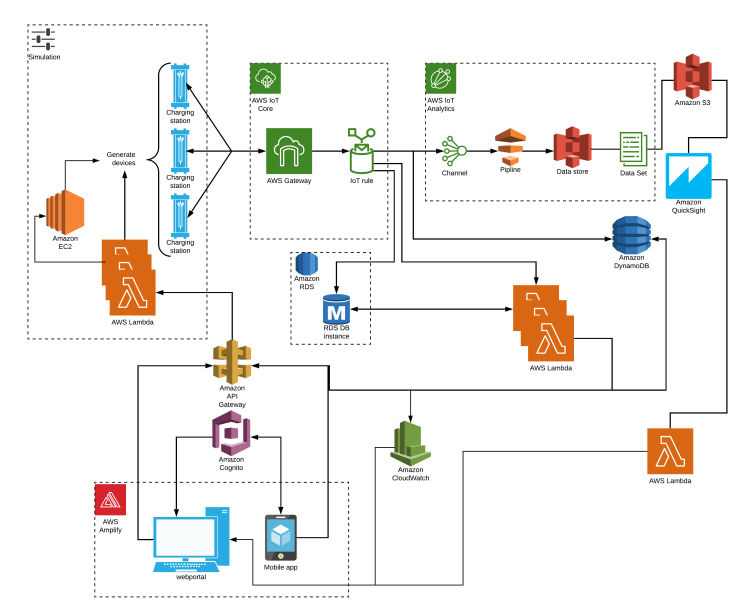 Simulation
Generate
devices
Charging
station
Charging
station
Charging
station
Amazon
EC2
AWS Lambda
AWS IoT
Core
AWS Gateway
IoT rule
AWS IoT
Analytics
Channel
Pipline
Data store
Data Set
Amazon S3
Amazon
QuickSight
Amazon
DynamoDB
Amazon
RDS
M
RDS DB
instance
AWS Lambda
Amazon
API
Gateway
Amazon
Cognito
Amazon
CloudWatch
AWS Lambda
AWS
Amplify
webportal
Mobile app